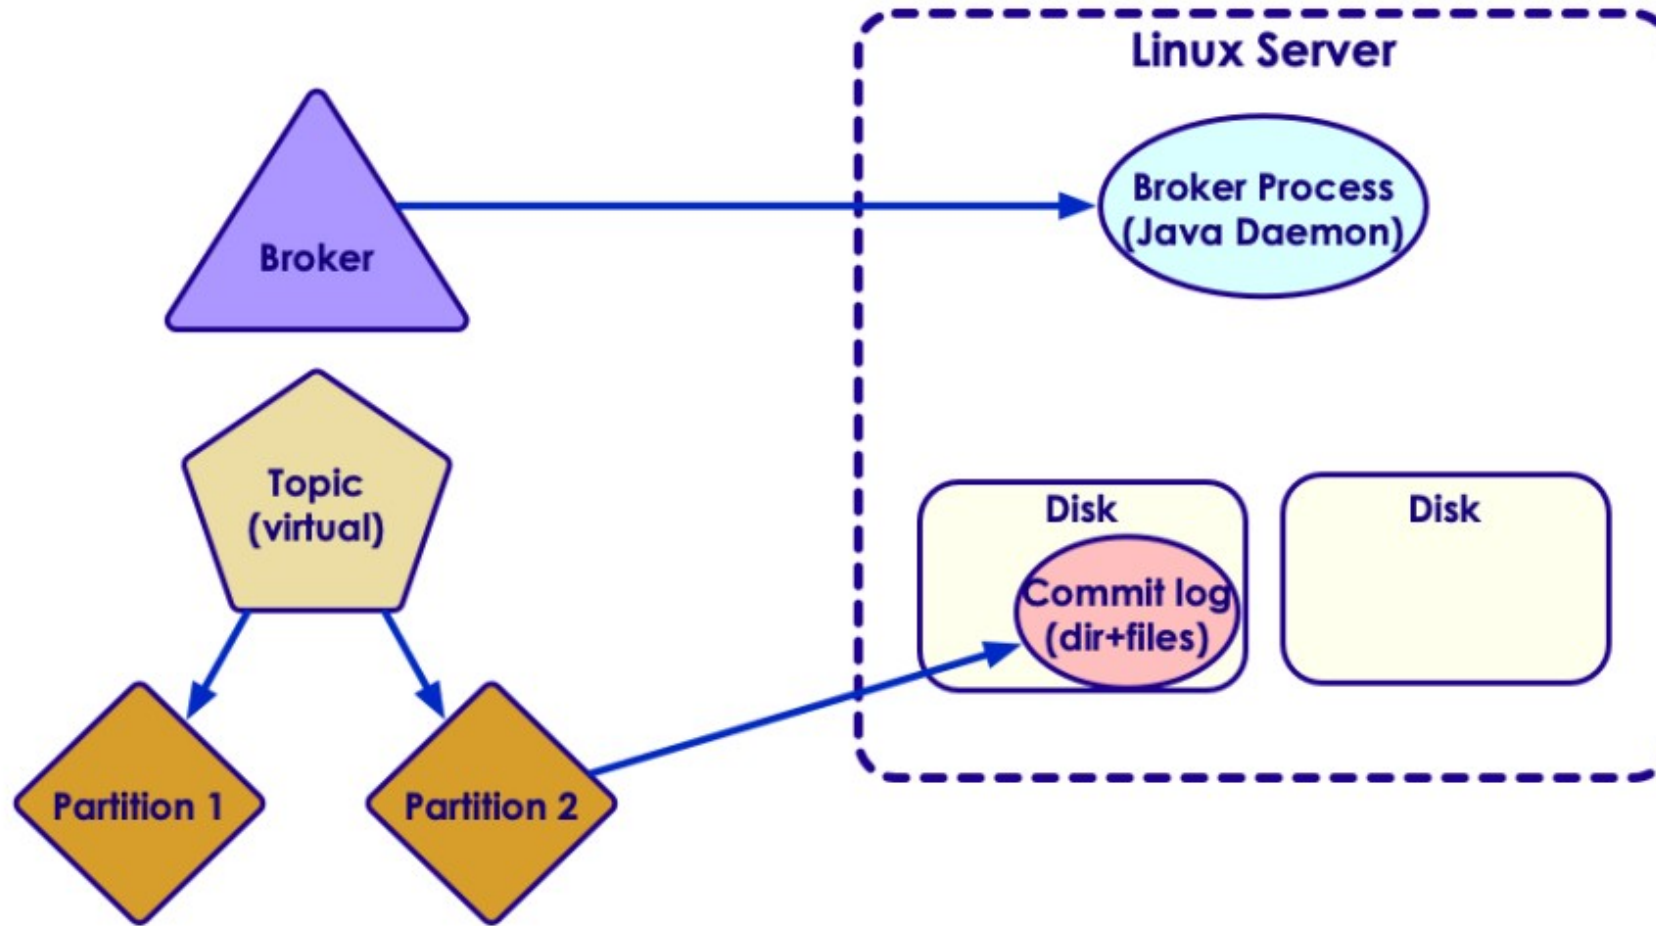 Linux Server
Broker
Broker Process
(Java Daemon)
Topic
(virtual)
Disk
Commit log
(dir+files)
Disk
Partition 1
Partition 2